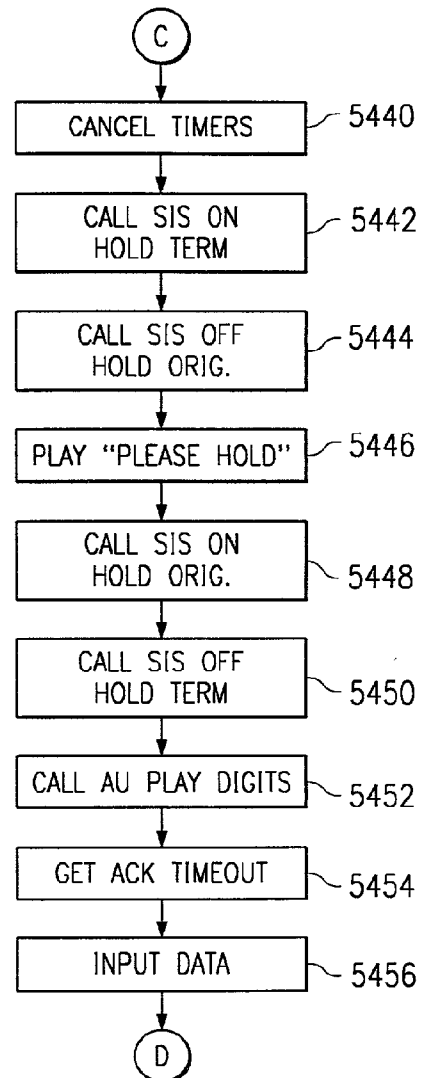 C
CANCEL TIMERS
5440
CALL SIS ON
HOLD TERM
5442
CALL SIS OFF
HOLD ORIG.
5444
PLAY "PLEASE HOLD"
5446
CALL SIS ON
HOLD ORIG.
5448
CALL SIS OFF
HOLD TERM
5450
CALL AU PLAY DIGITS
5452
GET ACK TIMEOUT
5454
INPUT DATA
5456
D